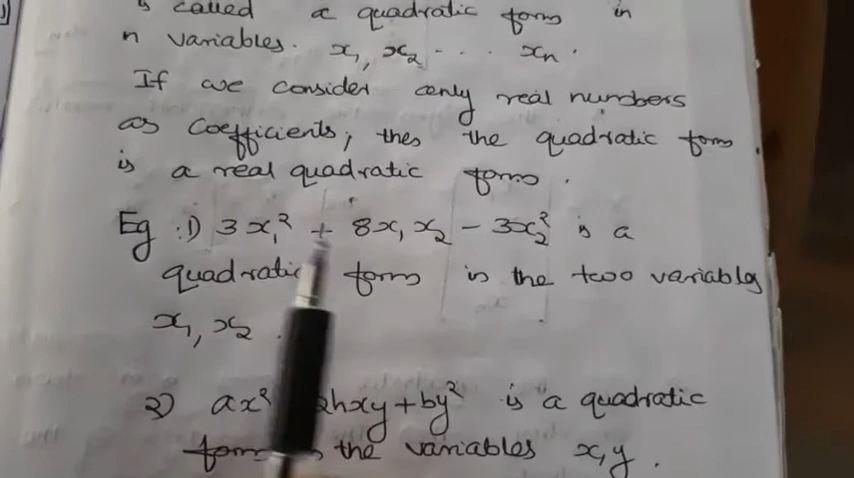 is called a quadratic form in
n variables. x₁, x₂ - . . . xₙ.
If we consider only real numbers
as coefficients, then the quadratic form
is a real quadratic form.
Eg :1) 3x₁² + 8x₁x₂ - 3x₂² is a
quadratic form in the two variables
x₁, x₂.
2) ax² 2hxy+by² is a quadratic
form the variables x,y.